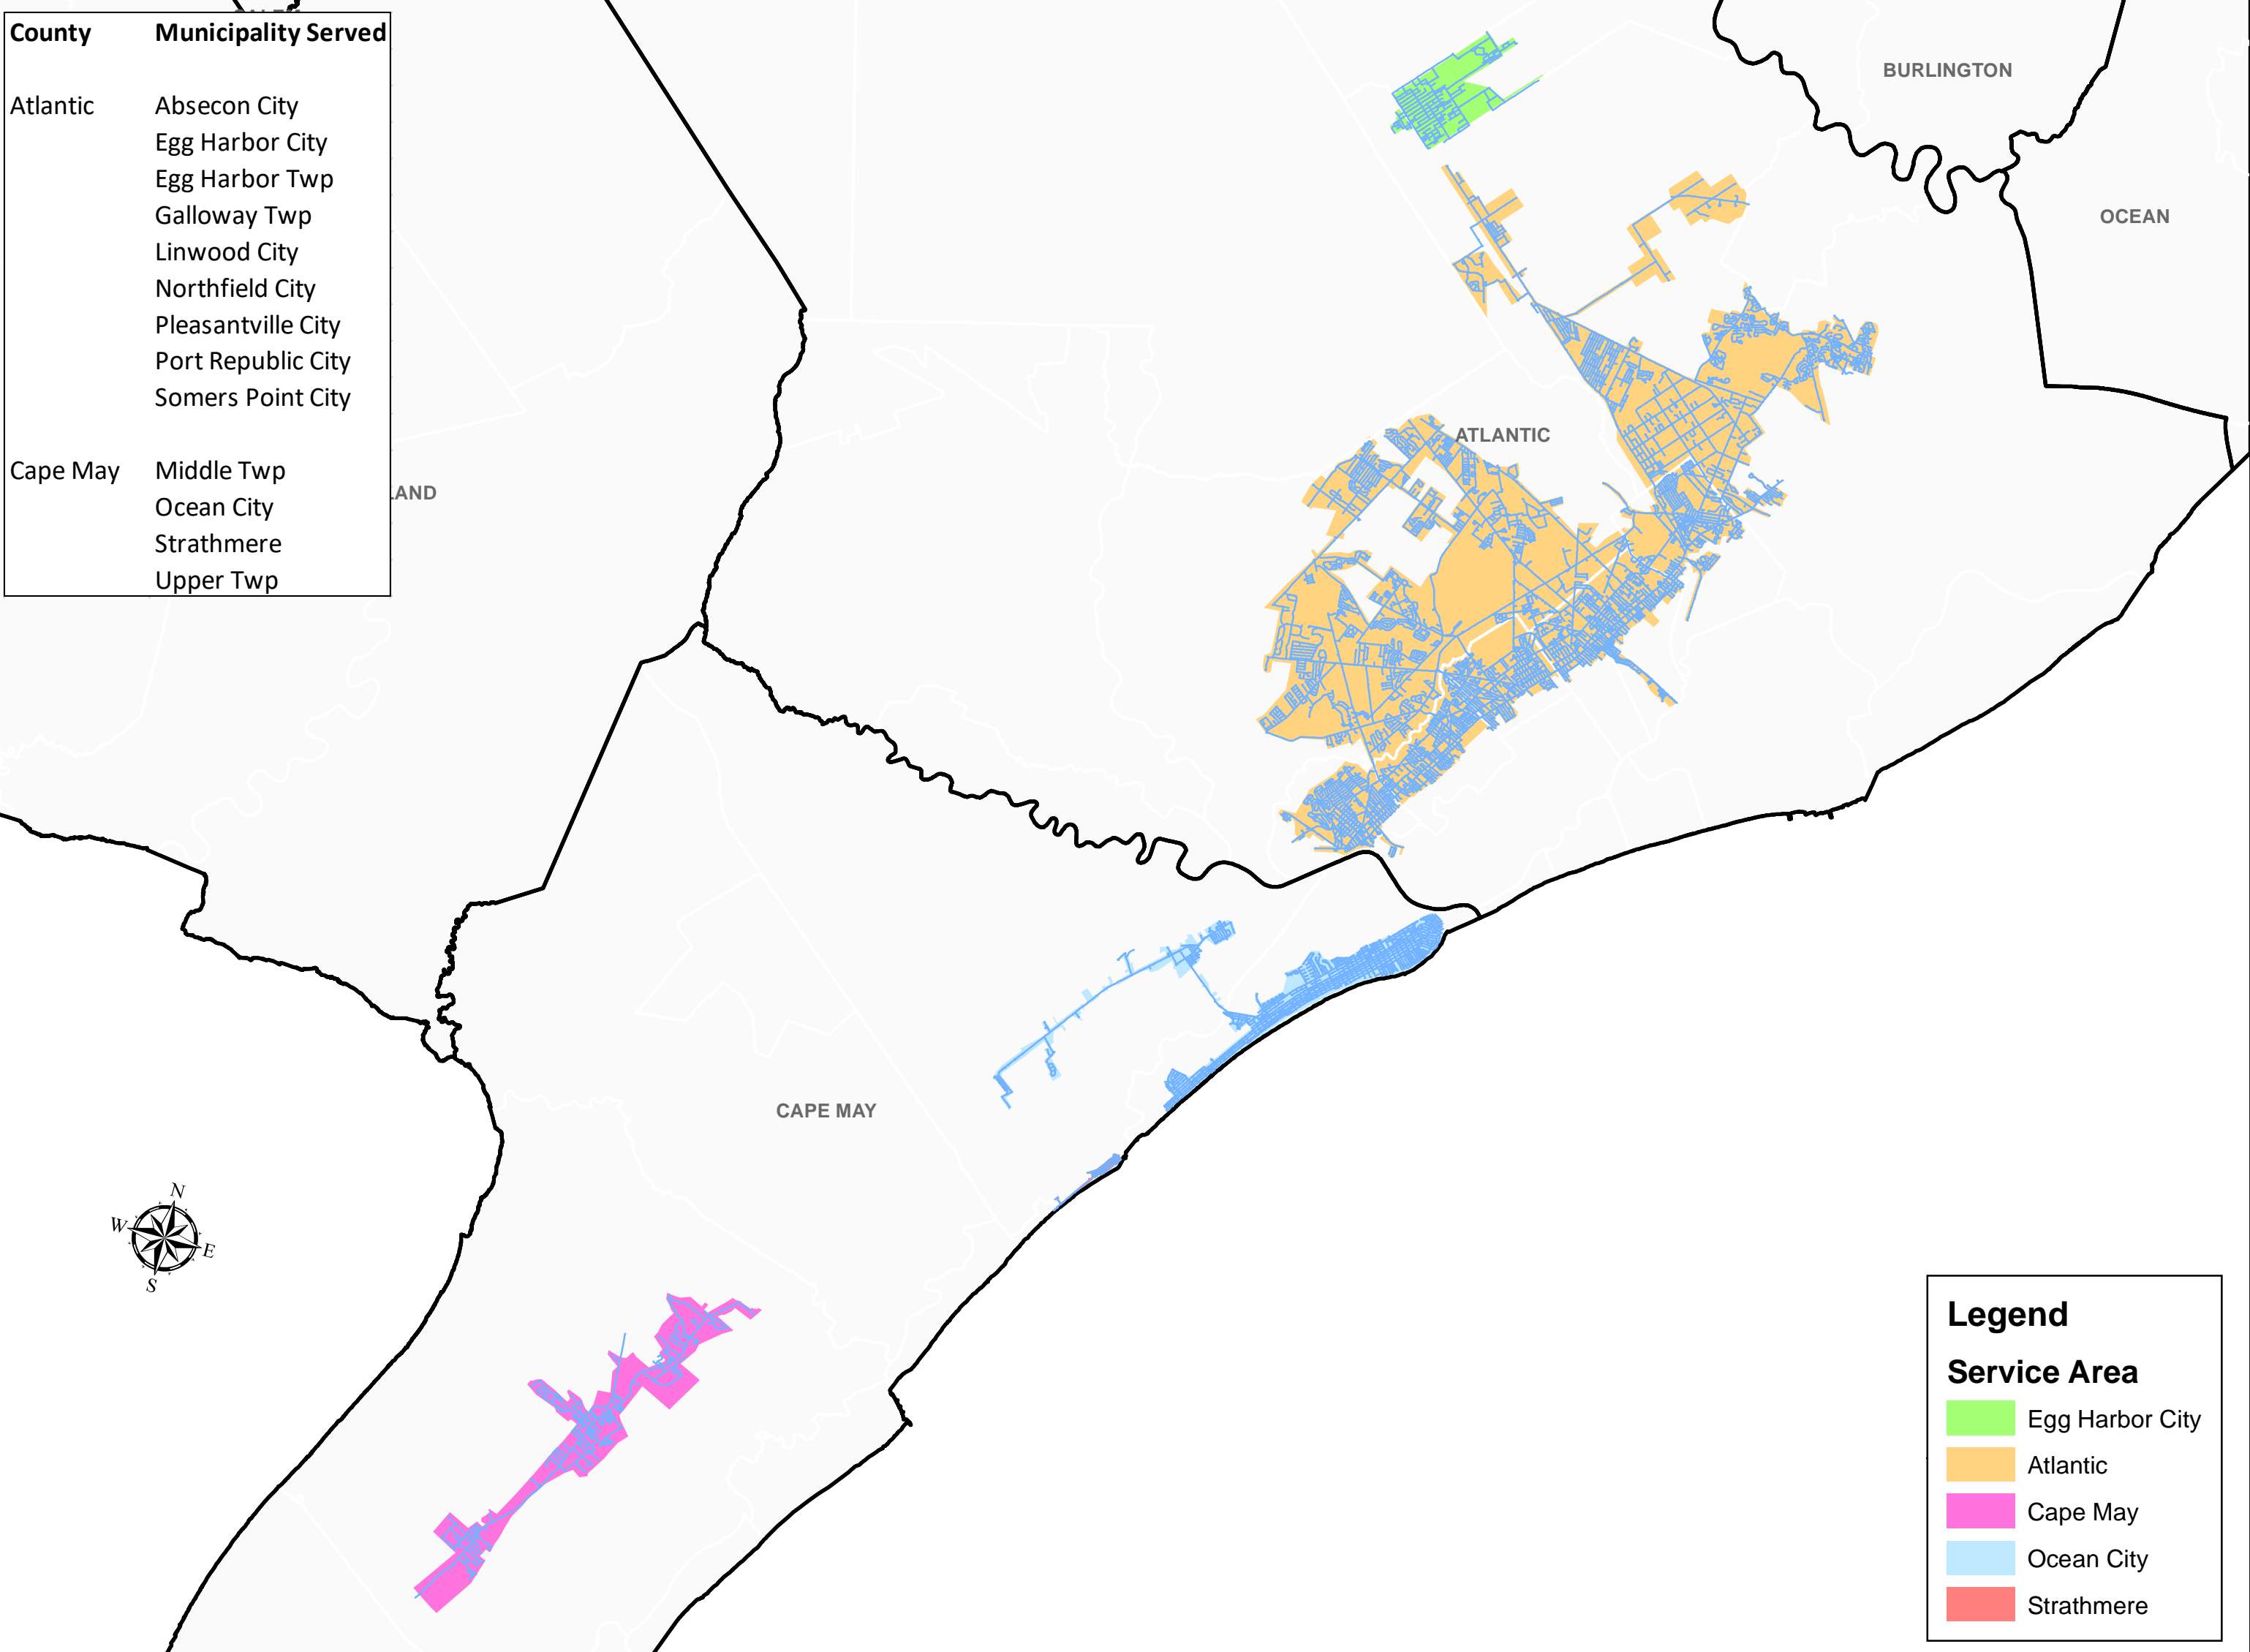 County Municipality Served
Atlantic Absecon City
Egg Harbor City
Egg Harbor Twp
Galloway Twp
Linwood City
Northfield City
Pleasantville City
Port Republic City
Somers Point City
Cape May Middle Twp
Ocean City
Strathmere
Upper Twp
LAND
BURLINGTON
OCEAN
ATLANTIC
CAPE MAY
N
W
E
S
Legend
Service Area
Egg Harbor City
Atlantic
Cape May
Ocean City
Strathmere